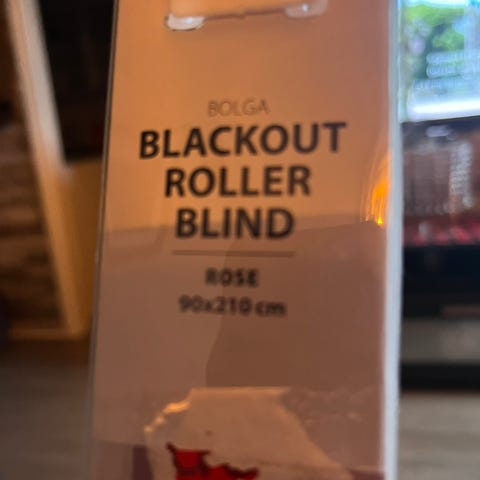 BOLGA
BLACKOUT
ROLLER
BLIND
ROSE
90x210 cm